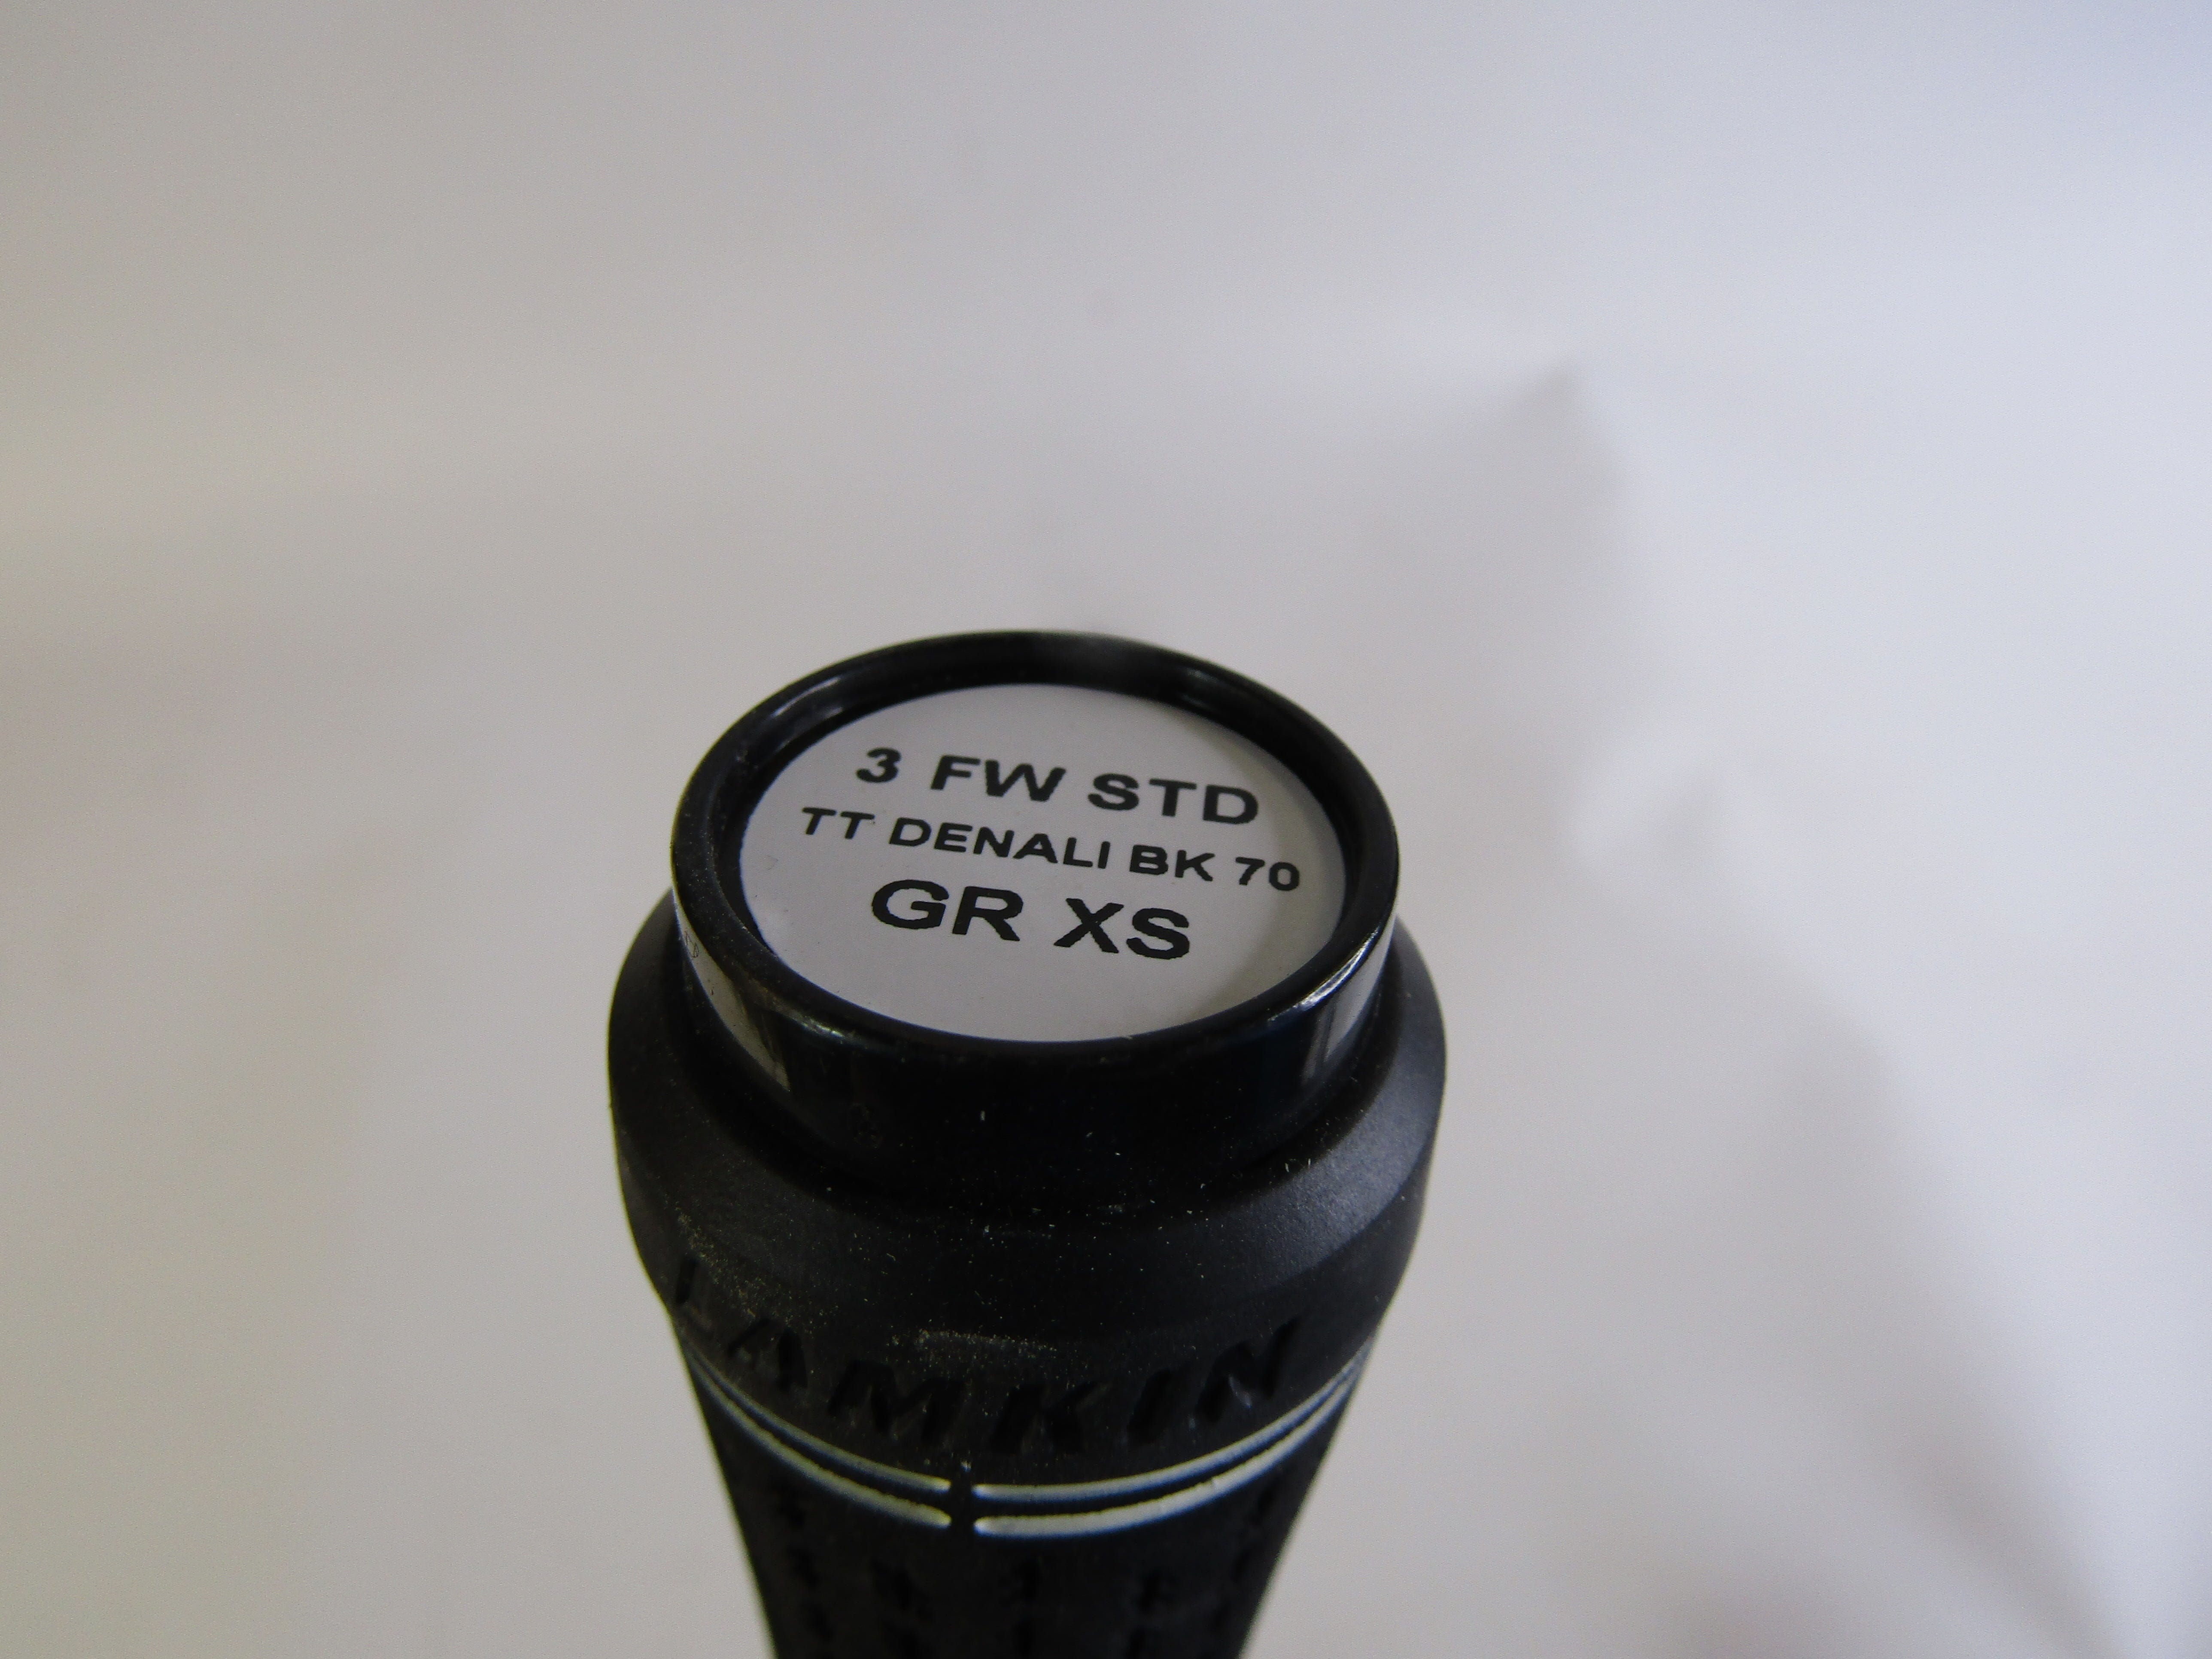 3 FW STD
TT DENALI BK 70
GR XS
LAMKIN